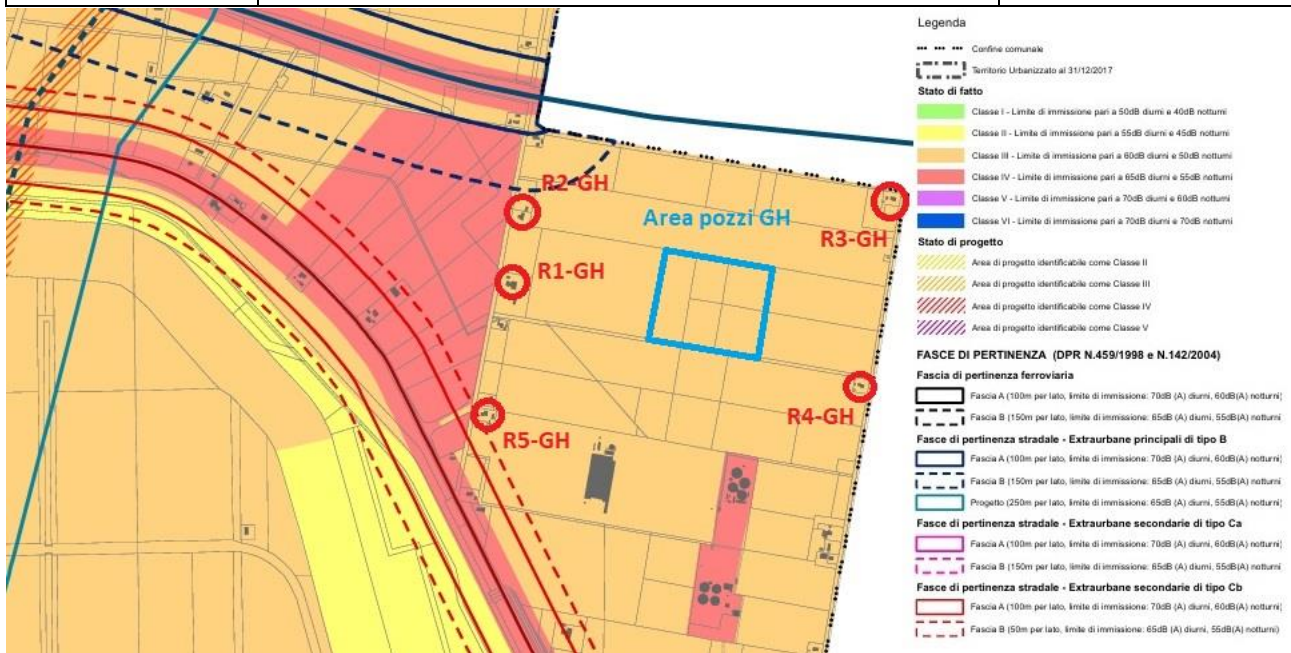 R2-GH
Area pozzi GH
R3-GH
R1-GH
R4-GH
R5-GH
Legenda
Confine comunale
Territorio Urbanizzato al 31/12/2017
Stato di fatto
Classe I - Limite di immissione pari a 50dB diurni e 40dB notturni
Classe II - Limite di immissione pari a 55dB diurni e 45dB notturni
Classe III - Limite di immissione pari a 60dB diurni e 50dB notturni
Classe IV - Limite di immissione pari a 65dB diurni e 55dB notturni
Classe V - Limite di immissione pari a 70dB diurni e 60dB notturni
Classe VI - Limite di immissione pari a 70dB diurni e 70dB notturni
Stato di progetto
Area di progetto identificabile come Classe II
Area di progetto identificabile come Classe III
Area di progetto identificabile come Classe IV
Area di progetto identificabile come Classe V
FASCE DI PERTINENZA (DPR N.459/1998 e N.142/2004)
Fascia di pertinenza ferroviaria
Fascia A (100m per lato, limite di immissione: 70dB (A) diurni, 60dB(A) notturni)
Fascia B (150m per lato, limite di immissione: 65dB (A) diurni, 55dB(A) notturni
Fasce di pertinenza stradale - Extraurbane principali di tipo B
Fascia A (100m per lato, limite di immissione: 70dB (A) diurni, 60dB(A) notturni)
Fascia B (150m per lato, limite di immissione: 65dB (A) diurni, 55dB(A) notturni
Progetto (250m per lato, limite di immissione: 65dB (A) diurni, 55dB(A) notturni)
Fasce di pertinenza stradale - Extraurbane secondarie di tipo Ca
Fascia A (100m per lato, limite di immissione: 70dB (A) diurni, 60dB(A) notturni)
Fascia B (150m per lato, limite di immissione: 65dB (A) diurni, 55dB(A) notturni
Fasce di pertinenza stradale - Extraurbane secondarie di tipo Cb
Fascia A (100m per lato, limite di immissione: 70dB (A) diurni, 60dB(A) notturni)
Fascia B (50m per lato, limite di immissione: 65dB (A) diurni, 55dB(A) notturni)